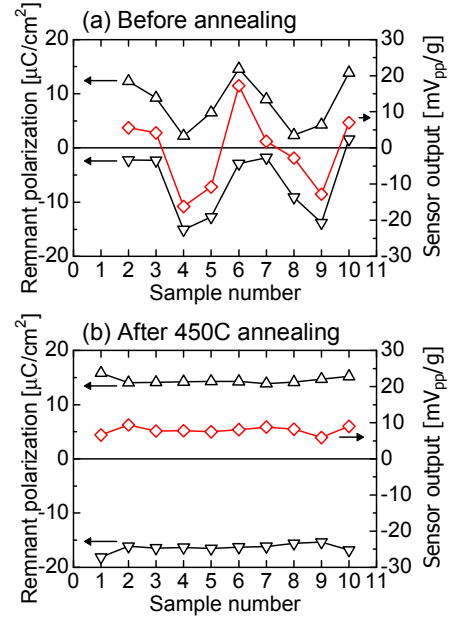 (a) Before annealing
Remnant polarization [μC/cm²]
20
10
0
10
-20
30
20
10
0
-10
-20
-30
Sensor output [mVpp/g]
0 1 2 3 4 5 6 7 8 9 10 11
Sample number
(b) After 450C annealing
Remnant polarization [μC/cm²]
20
10
0
-10
-20
30
20
10
0
-10
-20
-30
Sensor output [mVpp/g]
0 1 2 3 4 5 6 7 8 9 10 11
Sample number